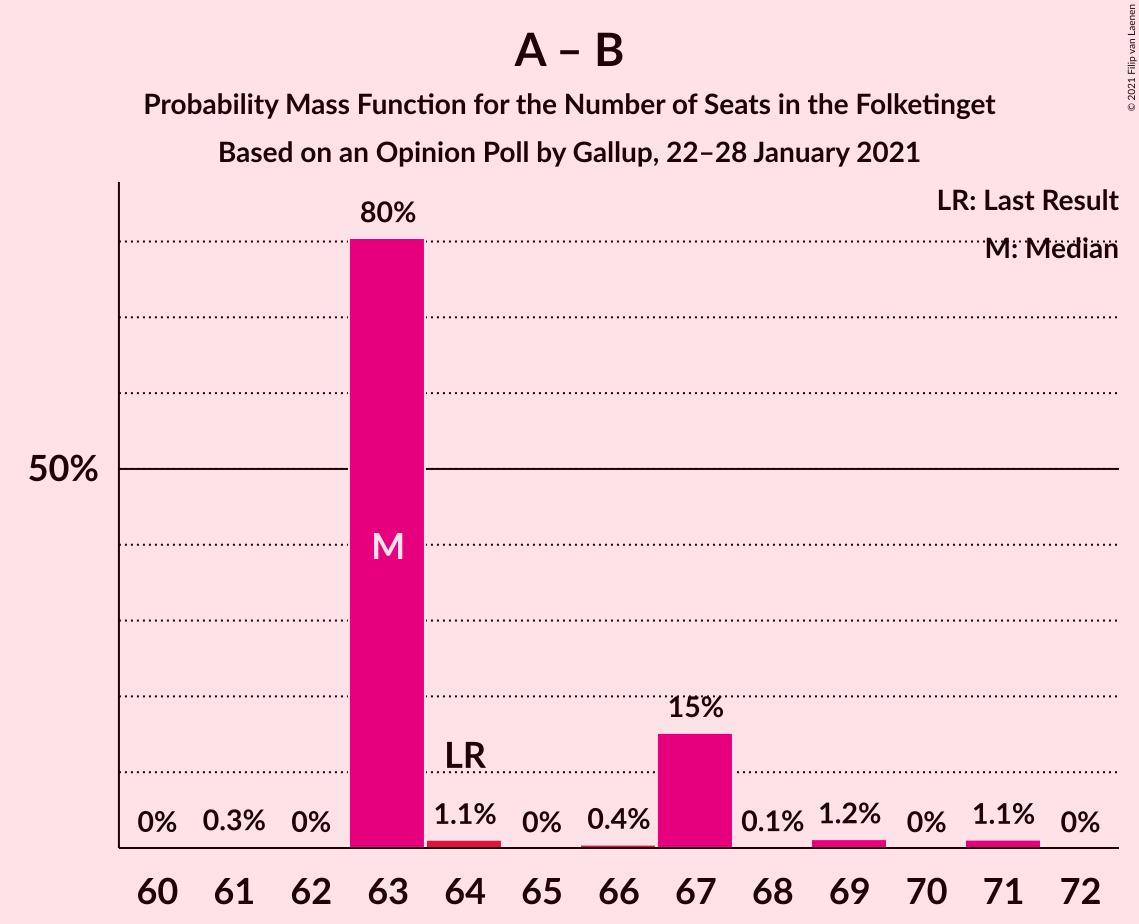 A – B
Probability Mass Function for the Number of Seats in the Folketinget
Based on an Opinion Poll by Gallup, 22–28 January 2021
© 2021 Filip van Laenen
LR: Last Result
M: Median
50%
0%
0.3%
0%
80%
M
LR
1.1%
0%
0.4%
15%
0.1%
1.2%
0%
1.1%
0%
60 61 62 63 64 65 66 67 68 69 70 71 72